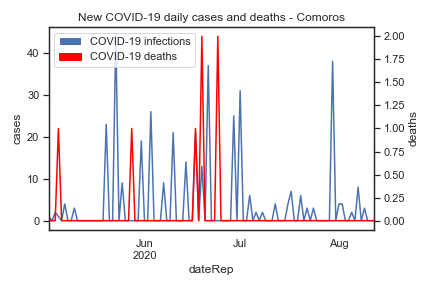 New COVID-19 daily cases and deaths - Comoros
COVID-19 infections
COVID-19 deaths
40
30
20
10
0
cases
2.00
1.75
1.50
1.25
1.00
0.75
0.50
0.25
0.00
deaths
Jun
2020
Jul
Aug
dateRep